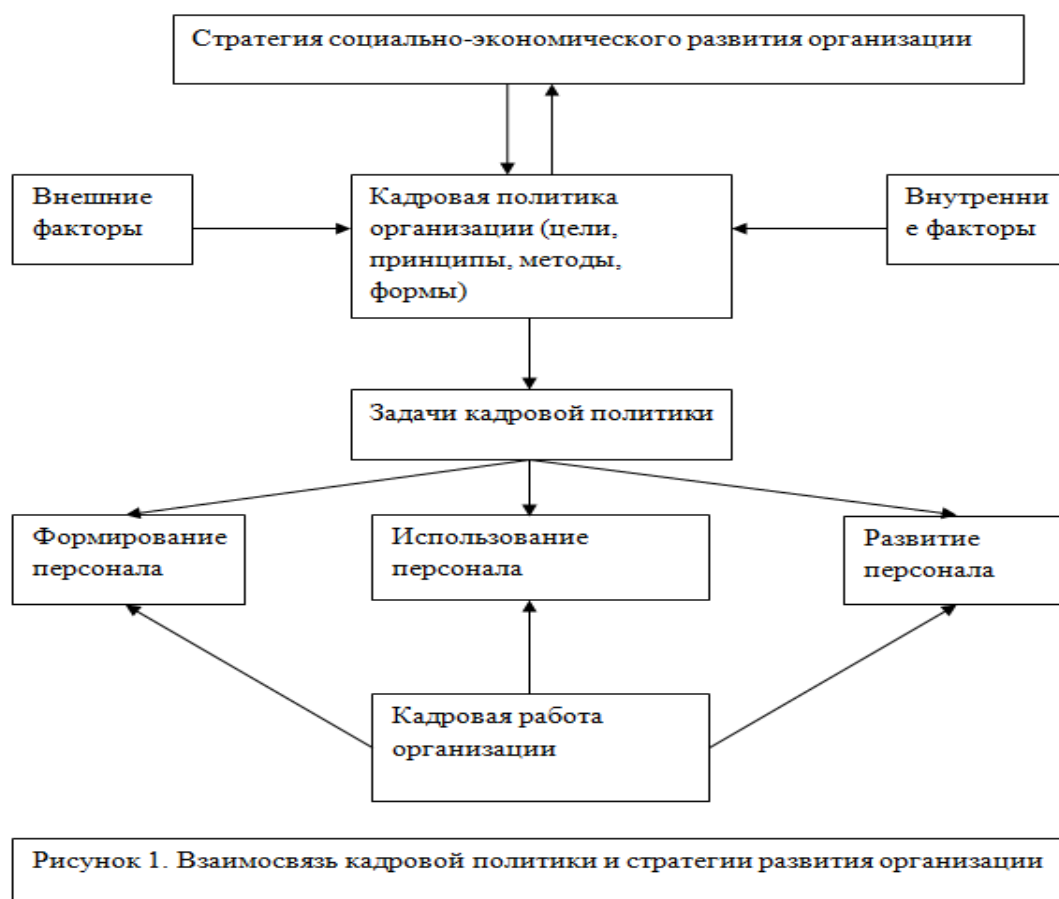 Стратегия социально-экономического развития организации
Внешние
факторы
Кадровая политика
организации (цели,
принципы, методы,
формы)
Внутренни
е факторы
Задачи кадровой политики
Формирование
персонала
Использование
персонала
Развитие
персонала
Кадровая работа
организации
Рисунок 1. Взаимосвязь кадровой политики и стратегии развития организации